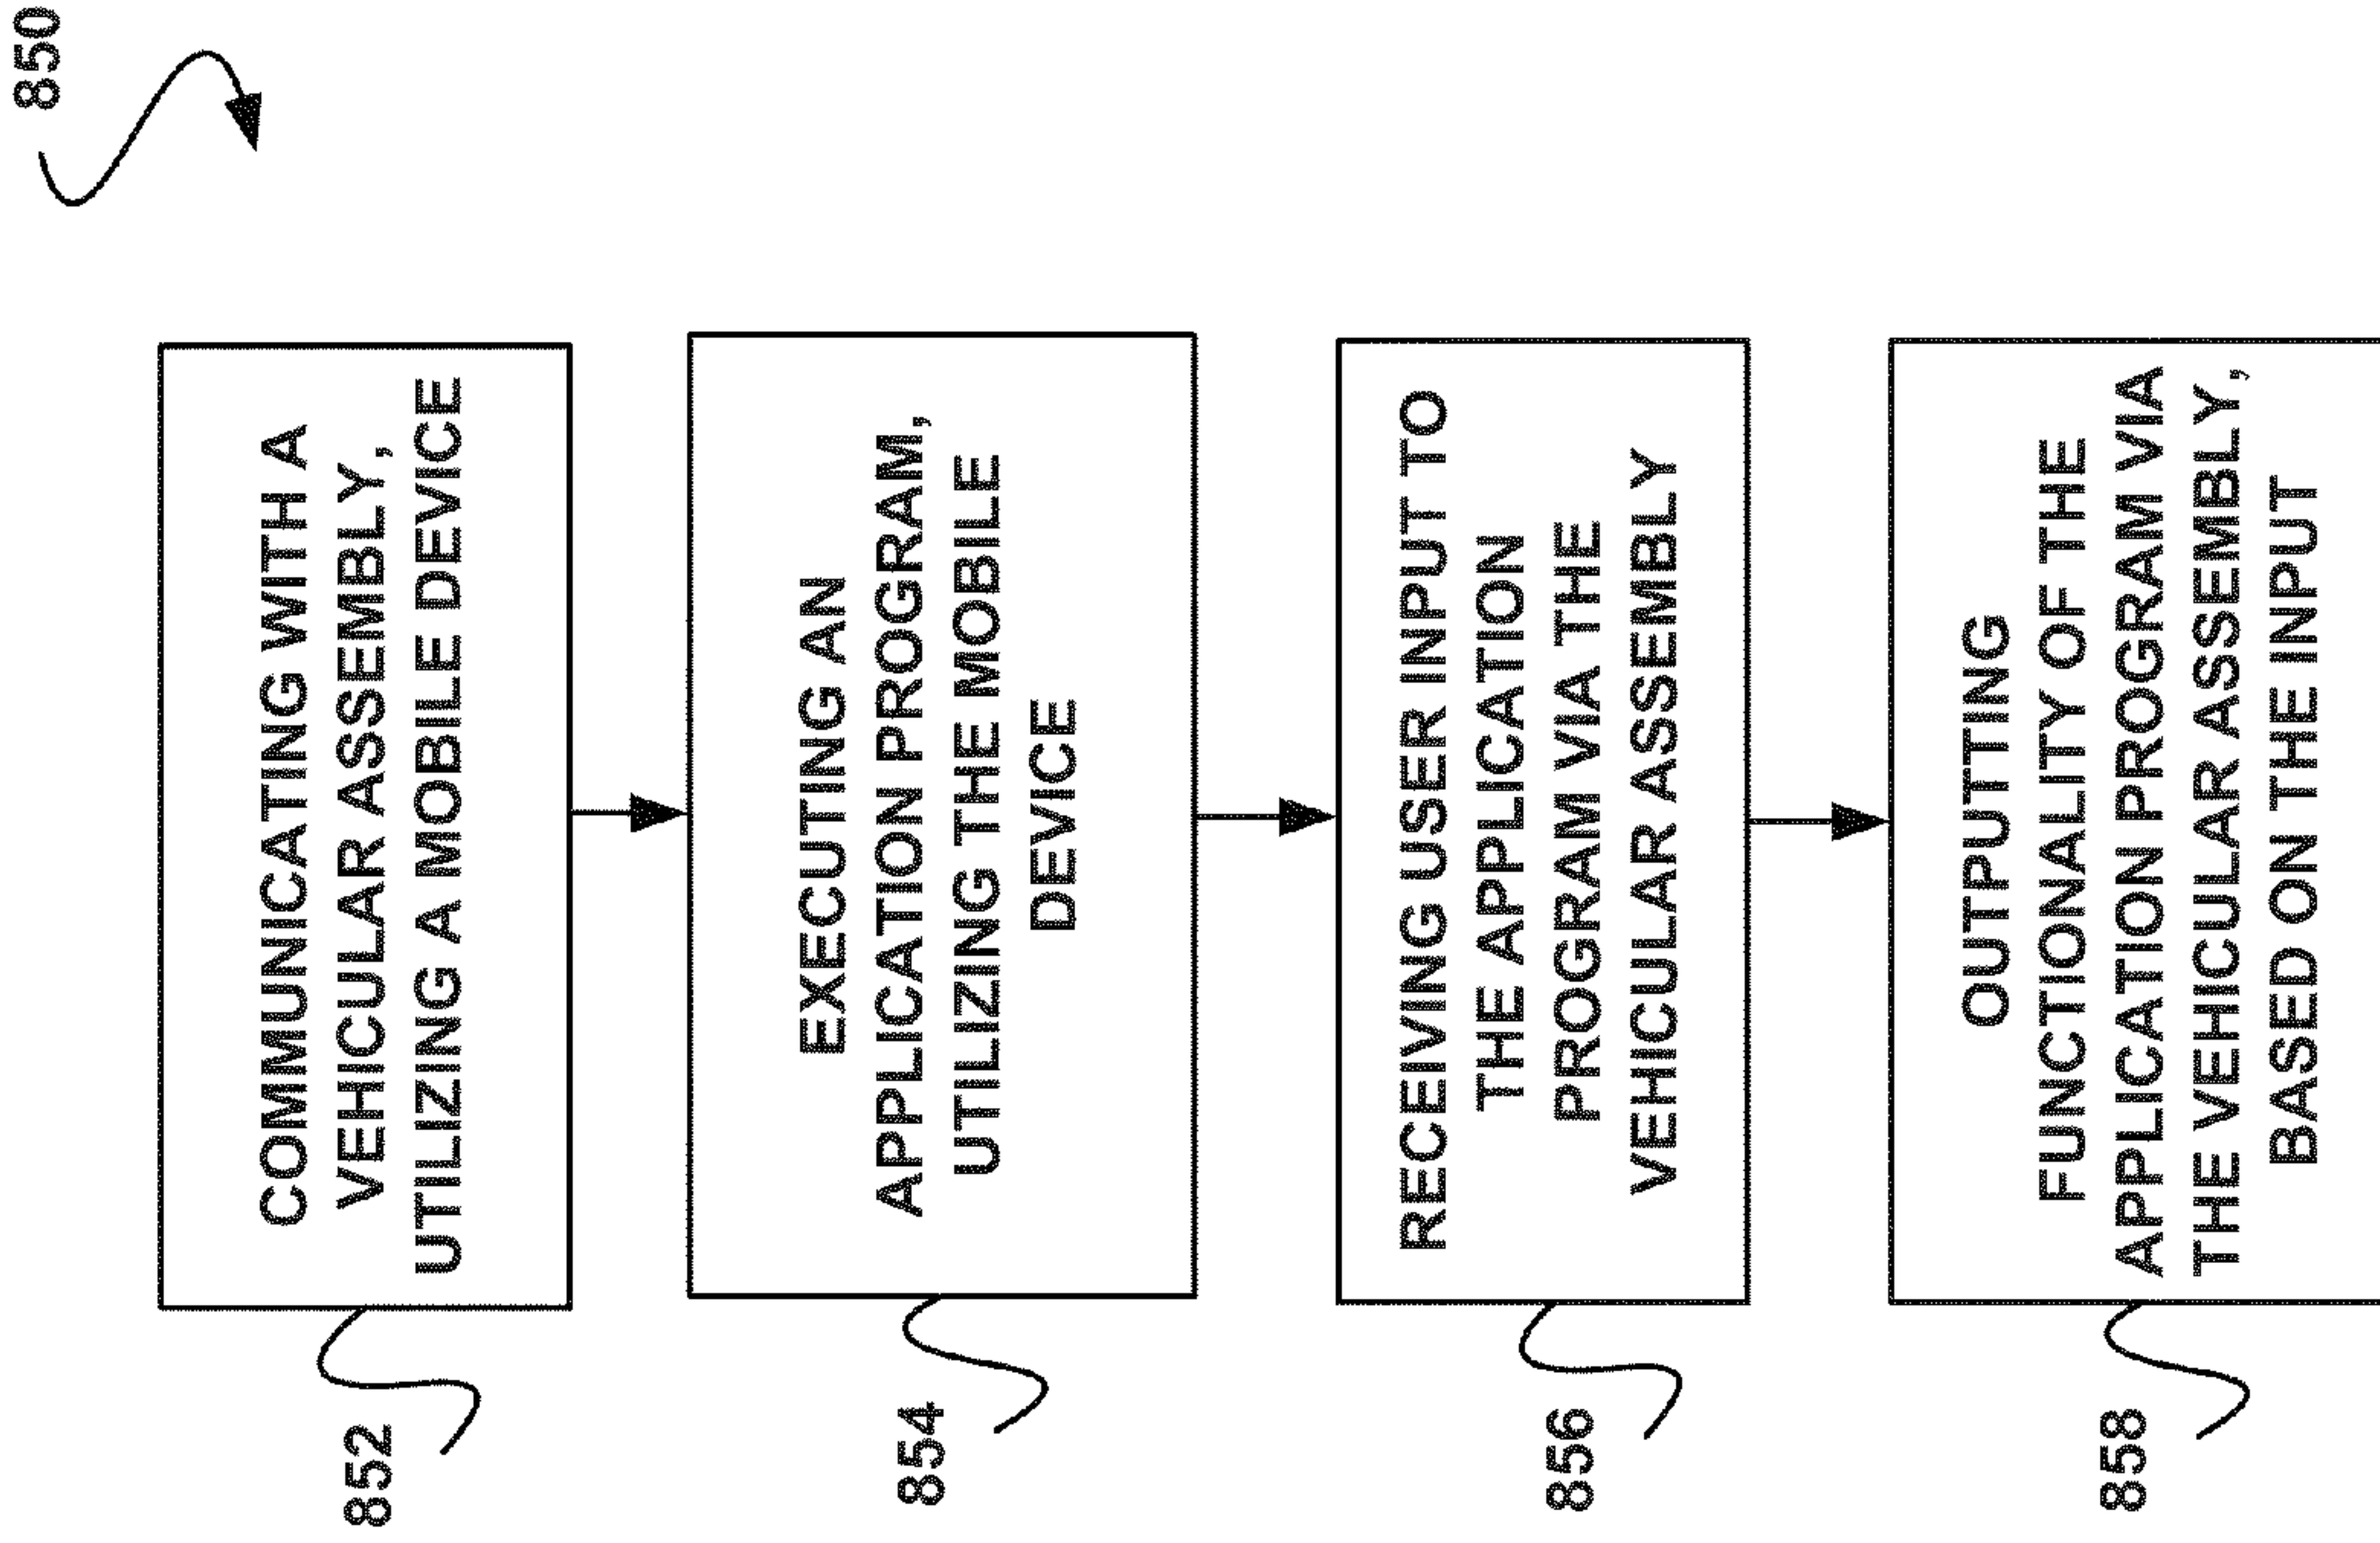 850
852
COMMUNICATING WITH A
VEHICULAR ASSEMBLY,
UTILIZING A MOBILE DEVICE
854
EXECUTING AN
APPLICATION PROGRAM,
UTILIZING THE MOBILE
DEVICE
856
RECEIVING USER INPUT TO
THE APPLICATION
PROGRAM VIA THE
VEHICULAR ASSEMBLY
858
OUTPUTING
FUNCTIONALITY OF THE
APPLICATION PROGRAM VIA
THE VEHICULAR ASSEMBLY,
BASED ON THE INPUT